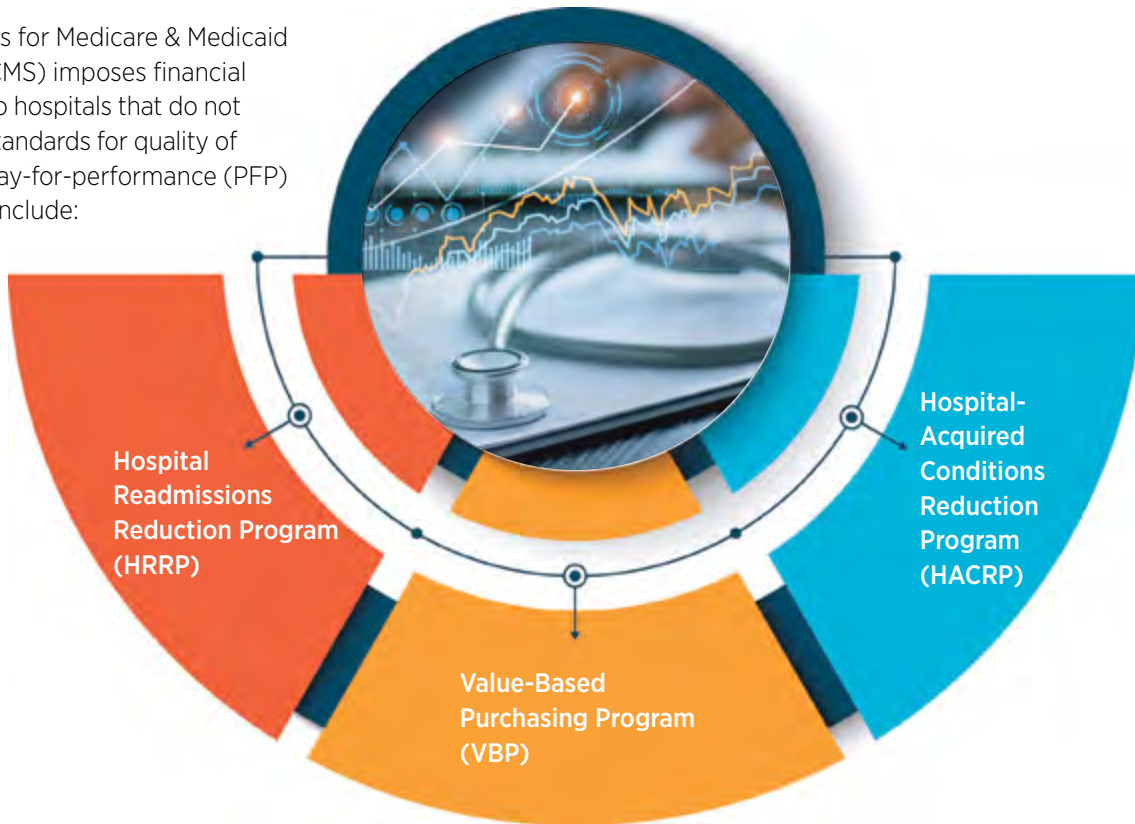 s for Medicare & Medicaid
CMS) imposes financial
o hospitals that do not
tandards for quality of
ay-for-performance (PFP)
nclude:
Hospital
Readmissions
Reduction Program
(HRRP)
Value-Based
Purchasing Program
(VBP)
Hospital-
Acquired
Conditions
Reduction
Program
(HACRP)